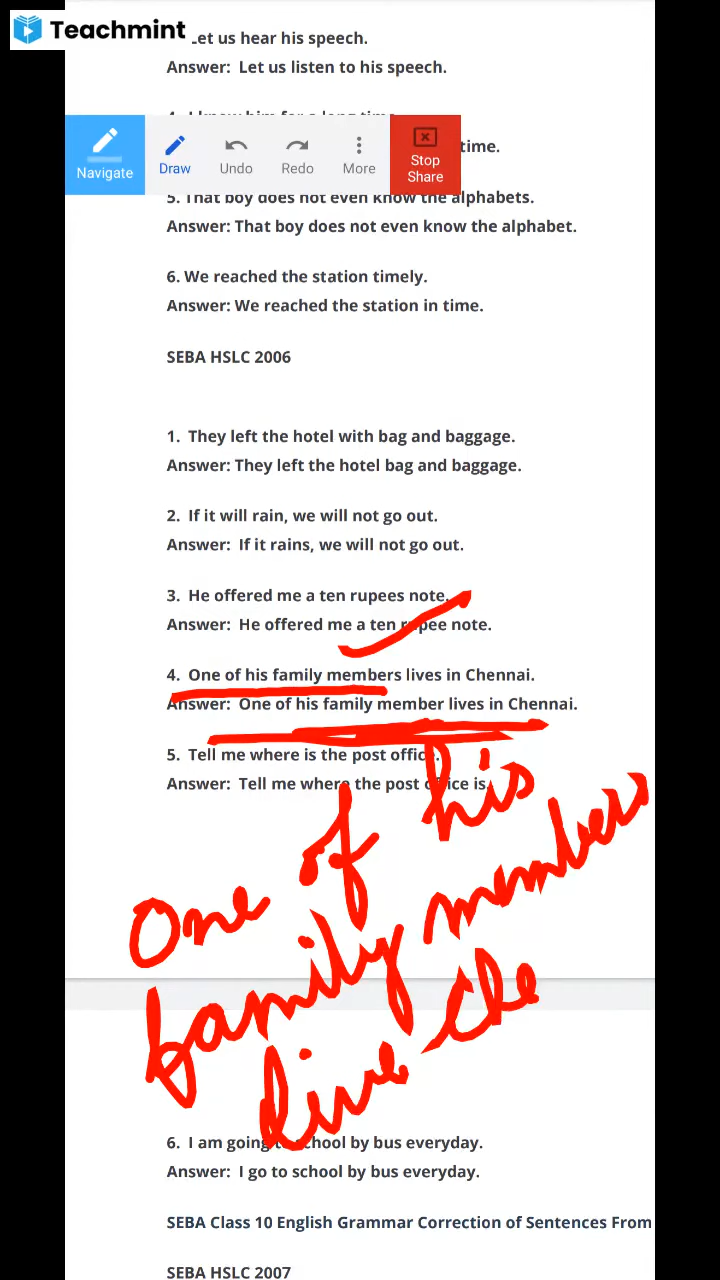 Teachmint
Let us hear his speech.
Answer: Let us listen to his speech.
4. I know him for a long time.
time.
Navigate
Draw
Undo
Redo
More
Stop
Share
5. That boy does not even know the alphabets.
Answer: That boy does not even know the alphabet.
6. We reached the station timely.
Answer: We reached the station in time.
SEBA HSLC 2006
1. They left the hotel with bag and baggage.
Answer: They left the hotel bag and baggage.
2. If it will rain, we will not go out.
Answer: If it rains, we will not go out.
3. He offered me a ten rupees note.
Answer: He offered me a ten rupee note.
4. One of his family members lives in Chennai.
Answer: One of his family member lives in Chennai.
5. Tell me where is the post office.
Answer: Tell me where the post office is.
One of his
family members
live Che
6. I am going to school by bus everyday.
Answer: I go to school by bus everyday.
SEBA Class 10 English Grammar Correction of Sentences From
SEBA HSLC 2007